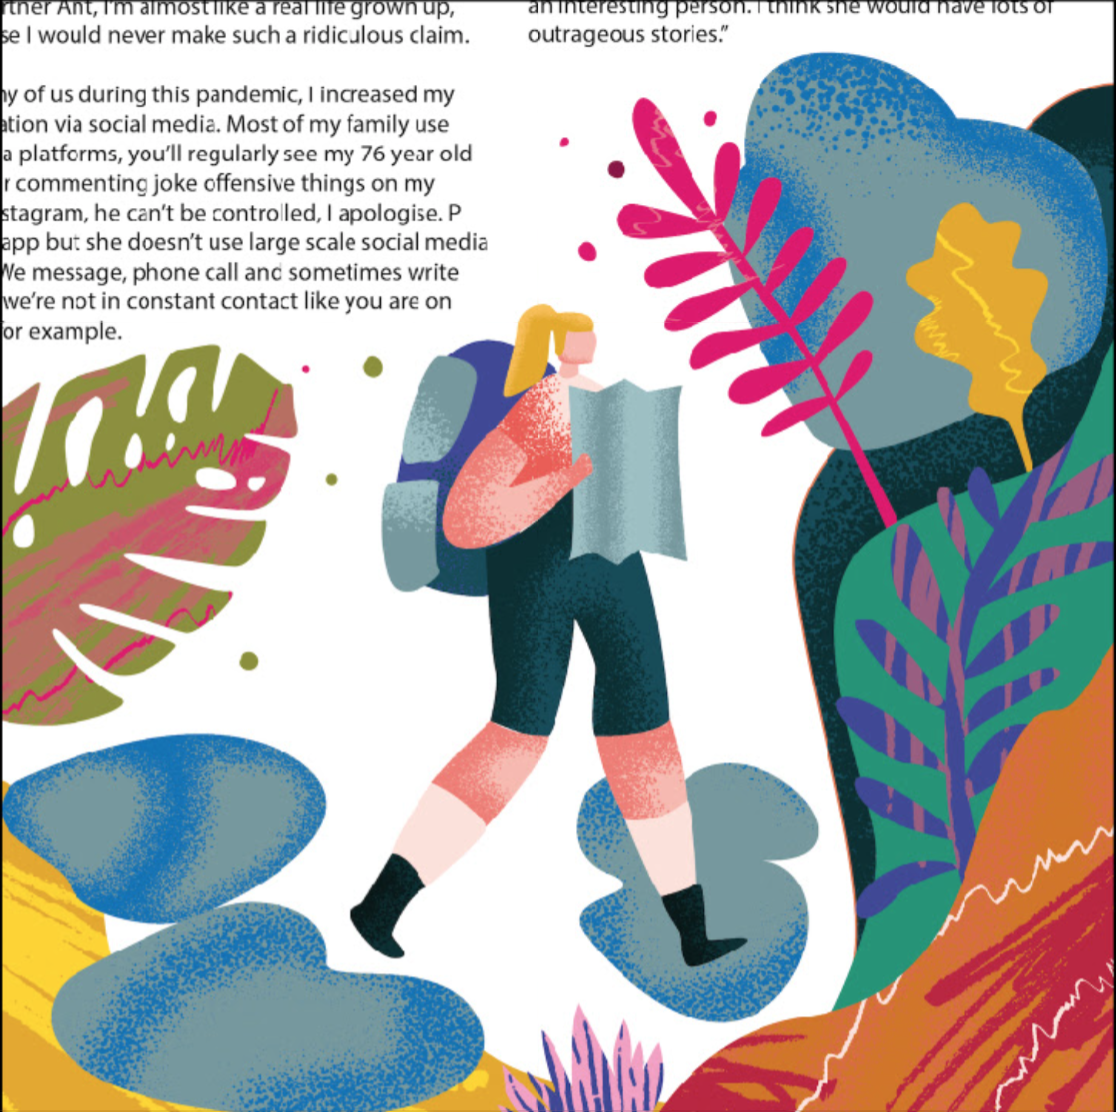 ther Ant, I'm almost like a real life grown up,
se I would never make such a ridiculous claim.
ny of us during this pandemic, I increased my
ation via social media. Most of my family use
a platforms, you'll regularly see my 76 year old
r commenting joke offensive things on my
stagram, he can't be controlled, I apologise. P
app but she doesn't use large scale social media
We message, phone call and sometimes write
we're not in constant contact like you are on
for example.
an interesting person. I think she would have lots of
outrageous stories.”